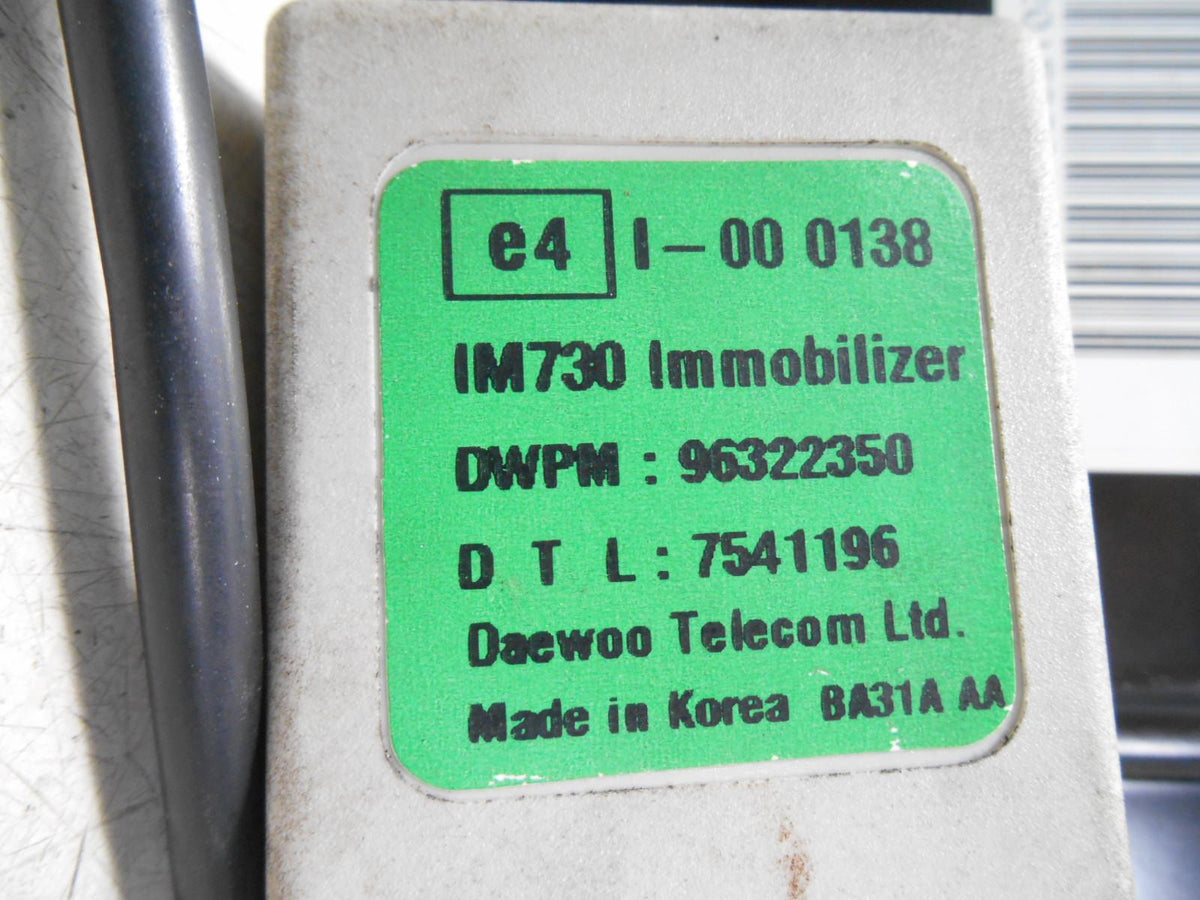 e4 I-00 0138
IM730 Immobilizer
DWPM : 96322350
D T L : 7541196
Daewoo Telecom Ltd.
Made in Korea BA31A AA